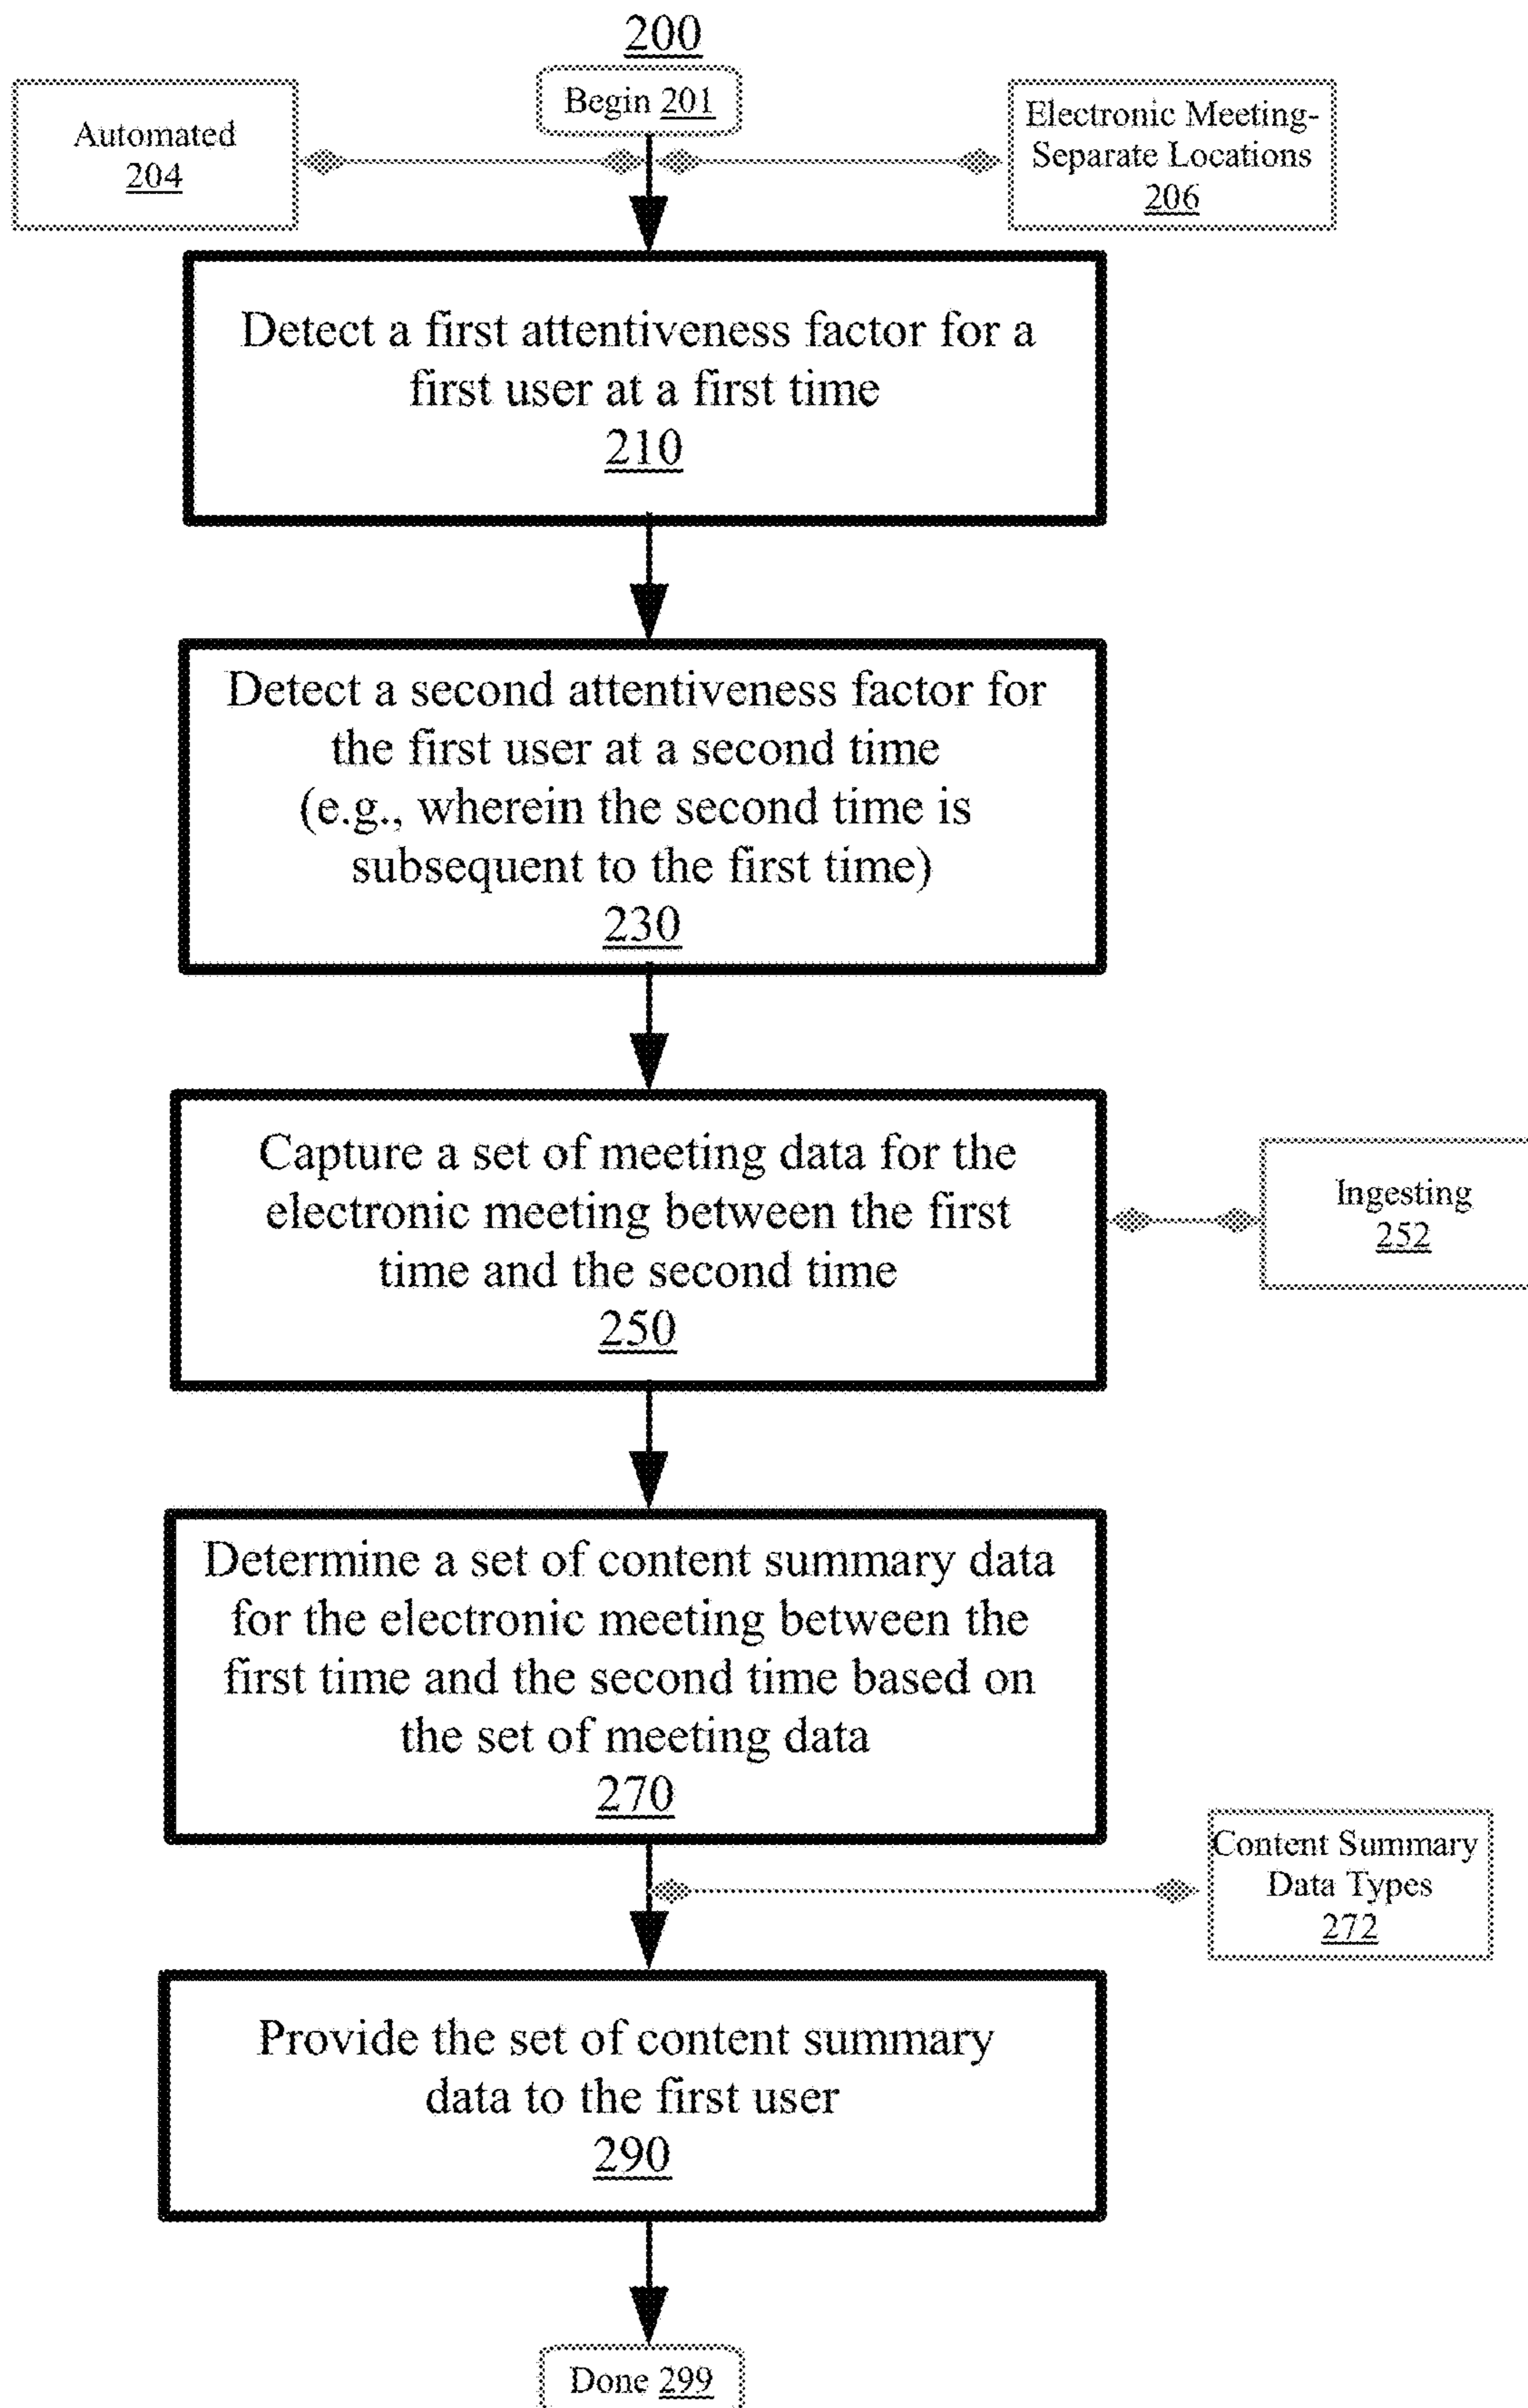 200
Begin 201
Automated
204
Electronic Meeting-
Separate Locations
206
Detect a first attentiveness factor for a
first user at a first time
210
Detect a second attentiveness factor for
the first user at a second time
(e.g., wherein the second time is
subsequent to the first time)
230
Capture a set of meeting data for the
electronic meeting between the first
time and the second time
250
Ingesting
252
Determine a set of content summary data
for the electronic meeting between the
first time and the second time based on
the set of meeting data
270
Content Summary
Data Types
272
Provide the set of content summary
data to the first user
290
Done 299